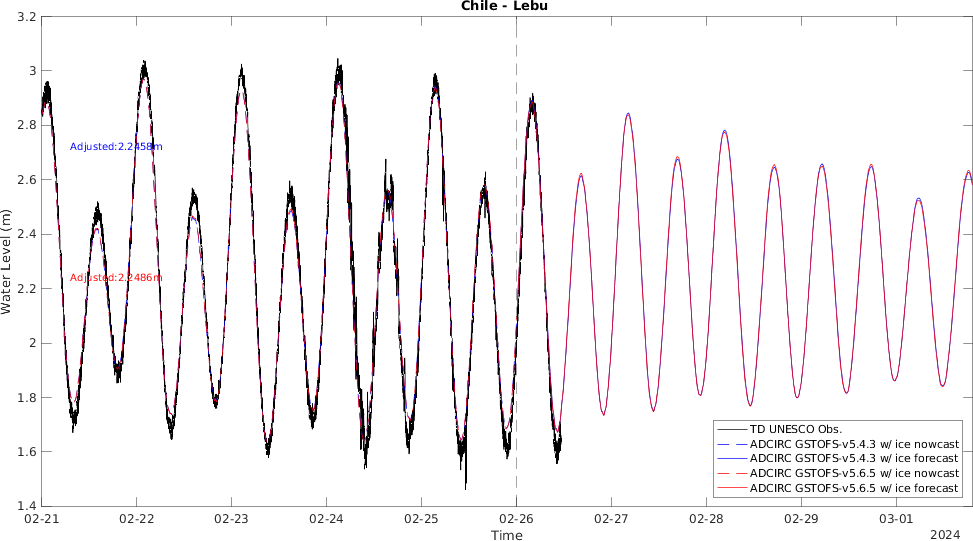 Chile - Lebu
3.2
3
2.8
2.6
2.4
2.2
2
1.8
1.6
1.4
Water Level (m)
Adjusted:2.2458m
Adjusted:2.2486m
TD UNESCO Obs.
ADCIRC GSTOFS-v5.4.3 w/ ice nowcast
ADCIRC GSTOFS-v5.4.3 w/ ice forecast
ADCIRC GSTOFS-v5.6.5 w/ ice nowcast
ADCIRC GSTOFS-v5.6.5 w/ ice forecast
02-21 02-22 02-23 02-24 02-25 02-26 02-27 02-28 02-29 03-01
Time
2024